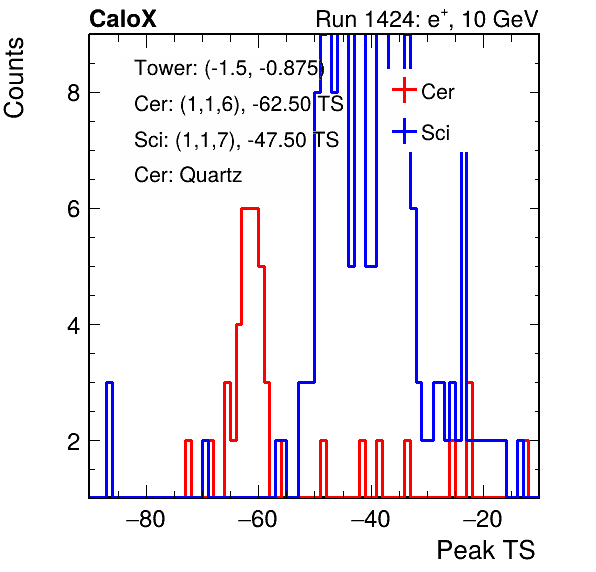 CaloX Run 1424: e⁺, 10 GeV
Counts
Tower: (-1.5, -0.875)
Cer: (1,1,6), -62.50 TS
Sci: (1,1,7), -47.50 TS
Cer: Quartz
Cer
Sci
8
6
4
2
−80 −60 −40 −20
Peak TS